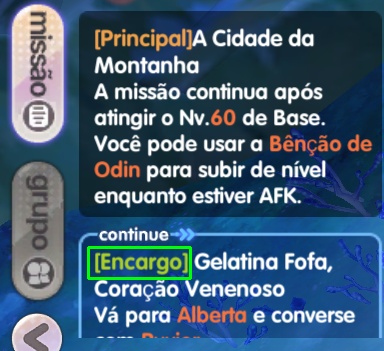 missão
grupo
[Principal]A Cidade da
Montanha
A missão continua após
atingir o Nv.60 de Base.
Você pode usar a Bênção de
Odin para subir de nível
enquanto estiver AFK.
continue
[Encargo] Gelatina Fofa,
Coração Venenoso
Vá para Alberta e converse